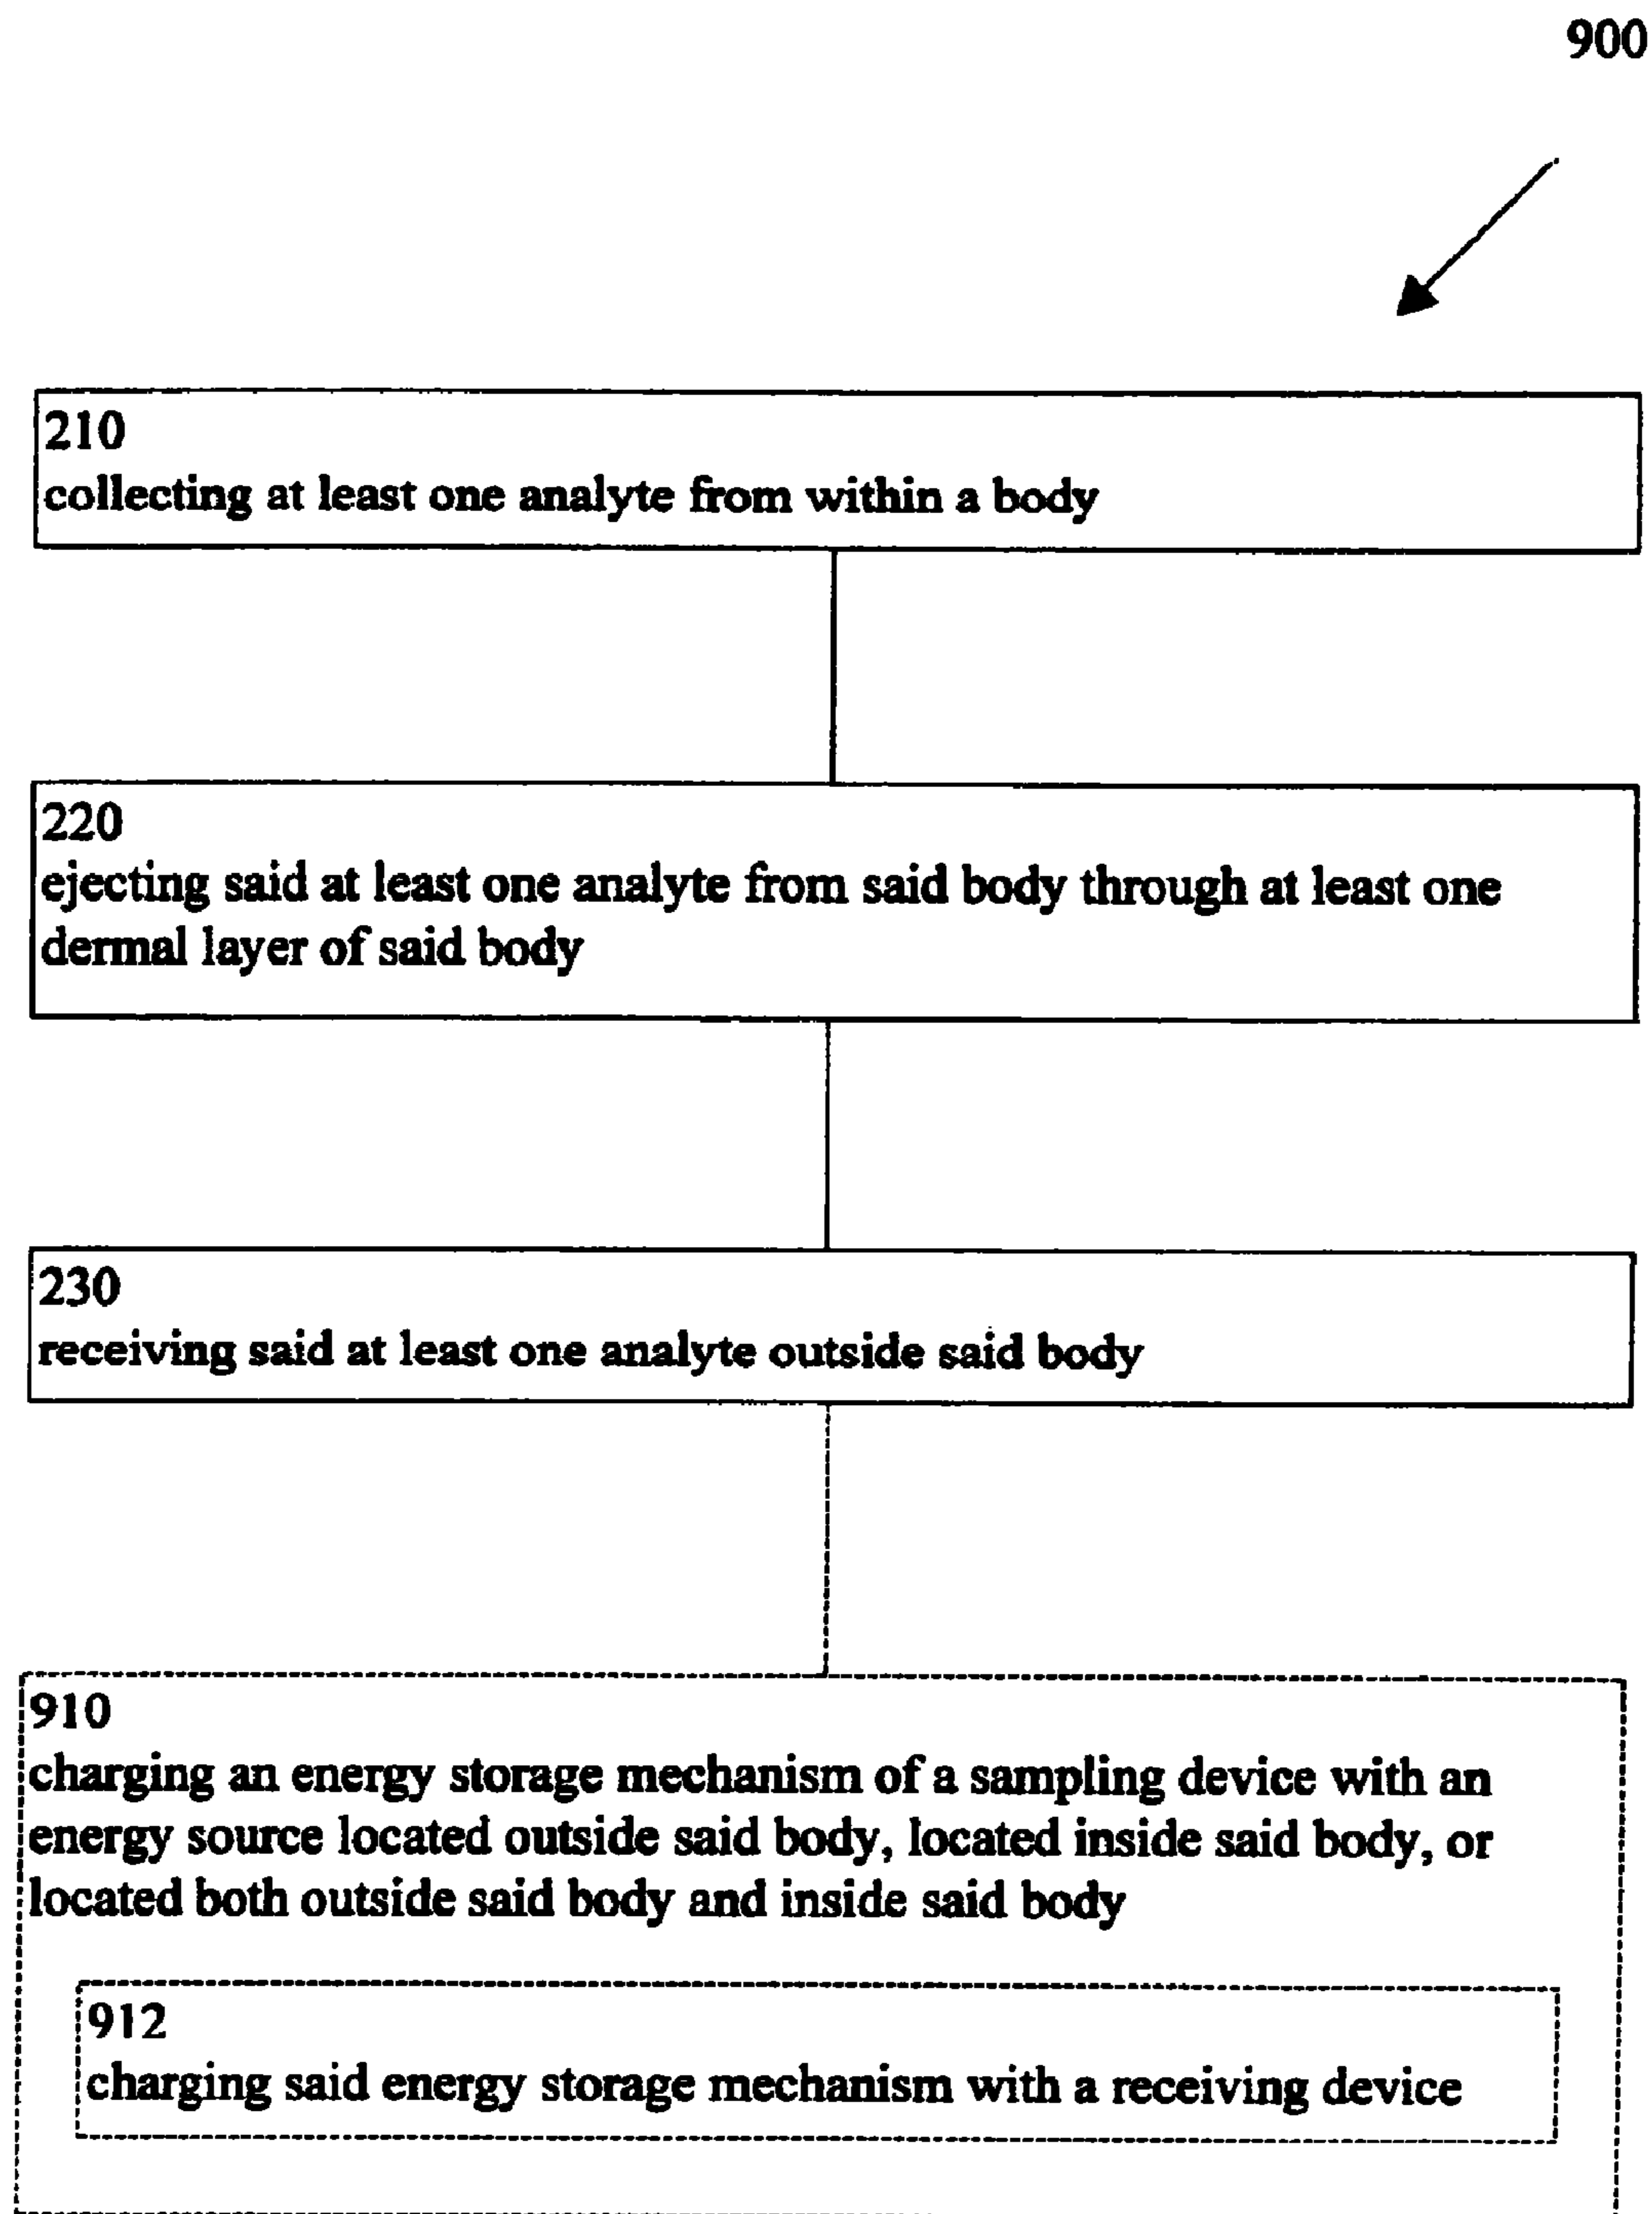 900
210
collecting at least one analyte from within a body
220
ejecting said at least one analyte from said body through at least one
dermal layer of said body
230
receiving said at least one analyte outside said body
910
charging an energy storage mechanism of a sampling device with an
energy source located outside said body, located inside said body, or
located both outside said body and inside said body
912
charging said energy storage mechanism with a receiving device